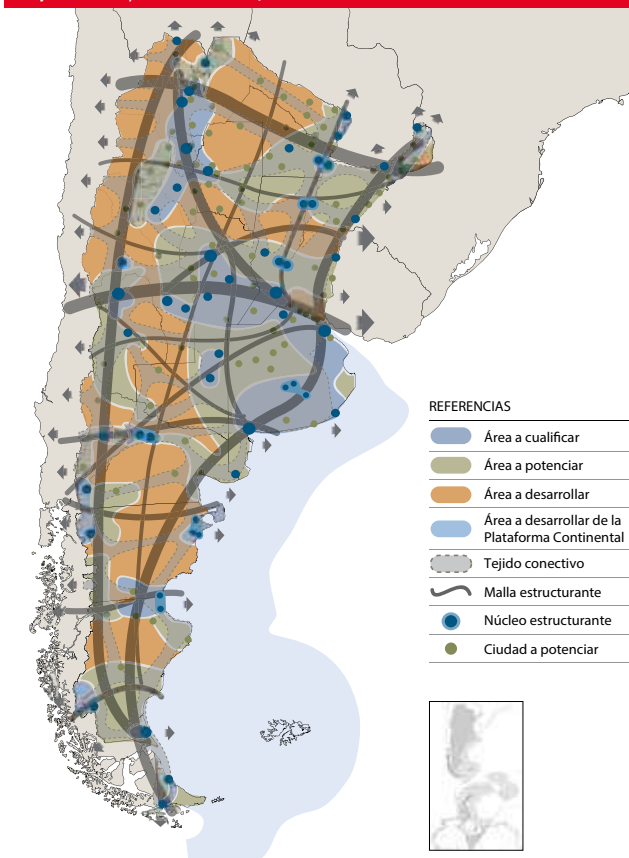 REFERENCIAS
Área a cualificar
Área a potenciar
Área a desarrollar
Área a desarrollar de la
Plataforma Continental
Tejido conectivo
Malla estructurante
Núcleo estructurante
Ciudad a potenciar